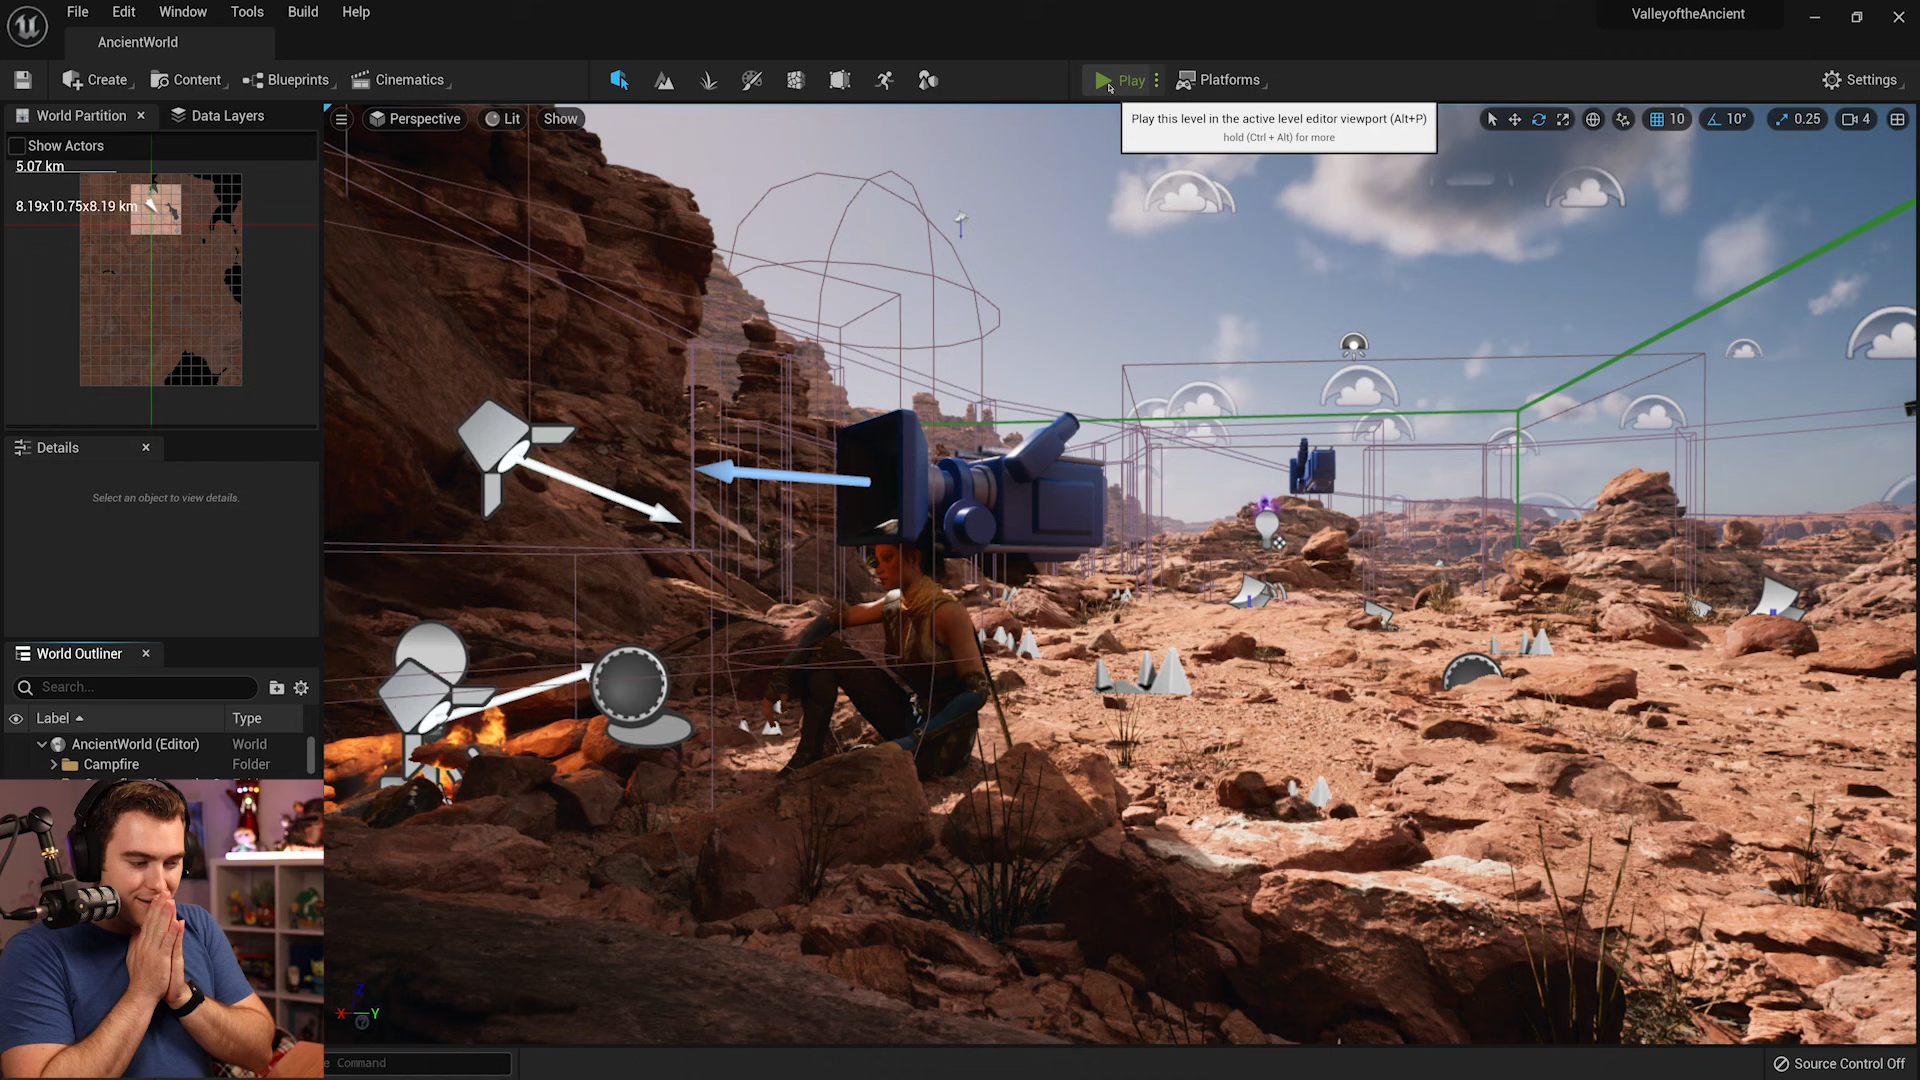 File Edit Window Tools Build Help
ValleyoftheAncient
AncientWorld
Create Content Blueprints Cinematics
Play Platforms Settings
World Partition Data Layers
Perspective Lit Show
Play this level in the active level editor viewport (Alt+P)
hold (Ctrl + Alt) for more
10 10° 0.25 4
Show Actors
5.07 km
8.19x10.75x8.19 km
Details
Select an object to view details.
World Outliner
Search...
Label Type
AncientWorld (Editor) World
Campfire Folder
Z
X Y
Command
Source Control Off